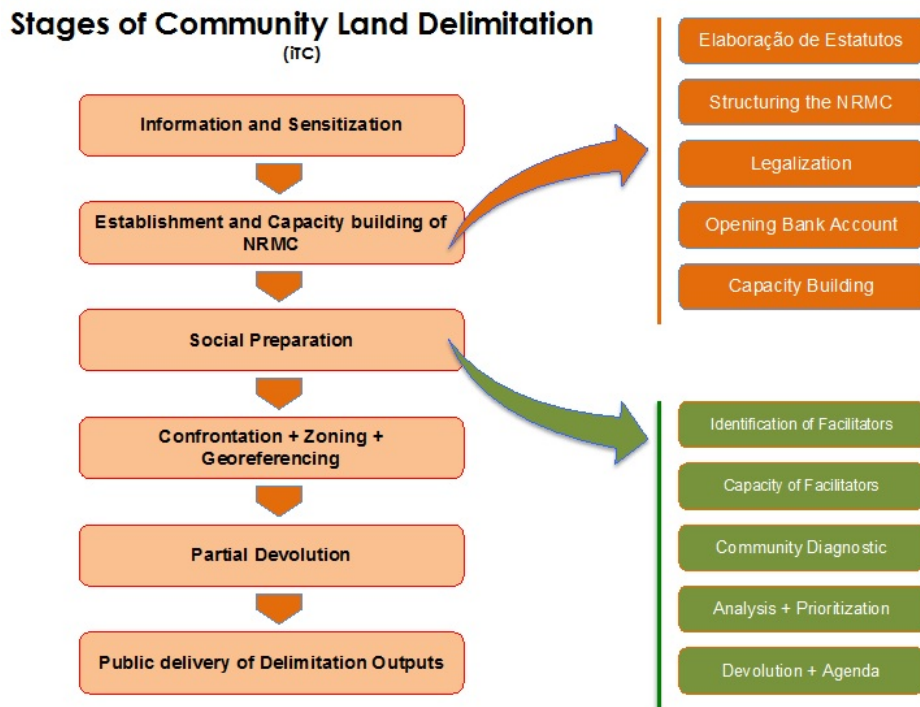 Stages of Community Land Delimitation
(iTC)
Information and Sensitization
Establishment and Capacity building of
NRMC
Social Preparation
Confrontation + Zoning +
Georeferencing
Partial Devolution
Public delivery of Delimitation Outputs
Elaboração de Estatutos
Structuring the NRMC
Legalization
Opening Bank Account
Capacity Building
Identification of Facilitators
Capacity of Facilitators
Community Diagnostic
Analysis + Prioritization
Devolution + Agenda